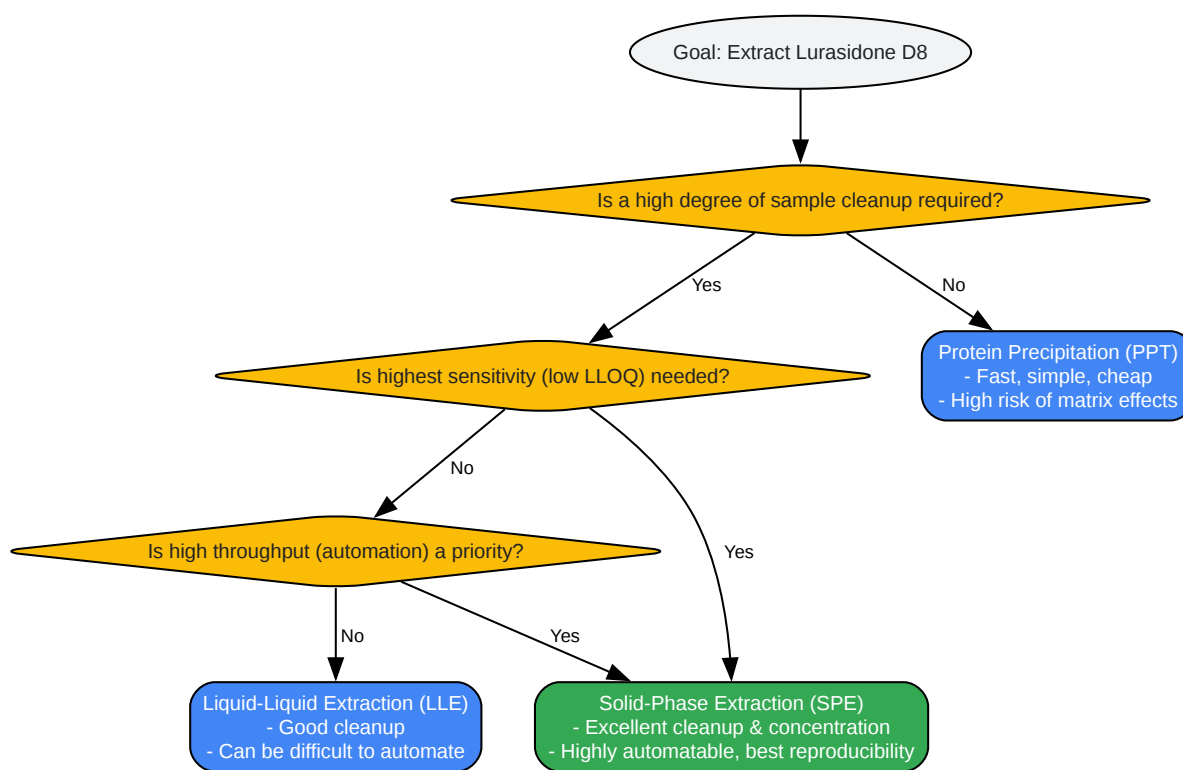 Goal: Extract Lurasidone D8
Is a high degree of sample cleanup required?
Yes
No
Protein Precipitation (PPT)
- Fast, simple, cheap
- High risk of matrix effects
Is highest sensitivity (low LLOQ) needed?
No
Yes
Is high throughput (automation) a priority?
No
Yes
Liquid-Liquid Extraction (LLE)
- Good cleanup
- Can be difficult to automate
Solid-Phase Extraction (SPE)
- Excellent cleanup & concentration
- Highly automatable, best reproducibility